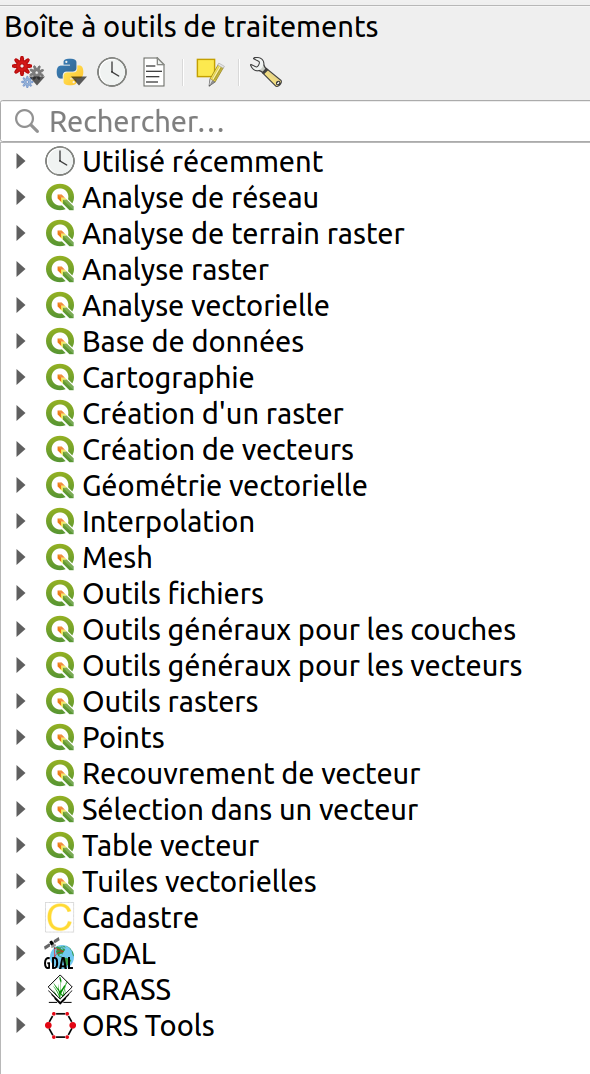 Boîte à outils de traitements
Rechercher...
Utilisé récemment
Analyse de réseau
Analyse de terrain raster
Analyse raster
Analyse vectorielle
Base de données
Cartographie
Création d'un raster
Création de vecteurs
Géométrie vectorielle
Interpolation
Mesh
Outils fichiers
Outils généraux pour les couches
Outils généraux pour les vecteurs
Outils rasters
Points
Recouvrement de vecteur
Sélection dans un vecteur
Table vecteur
Tuiles vectorielles
C Cadastre
GDAL GDAL
GRASS
ORS Tools